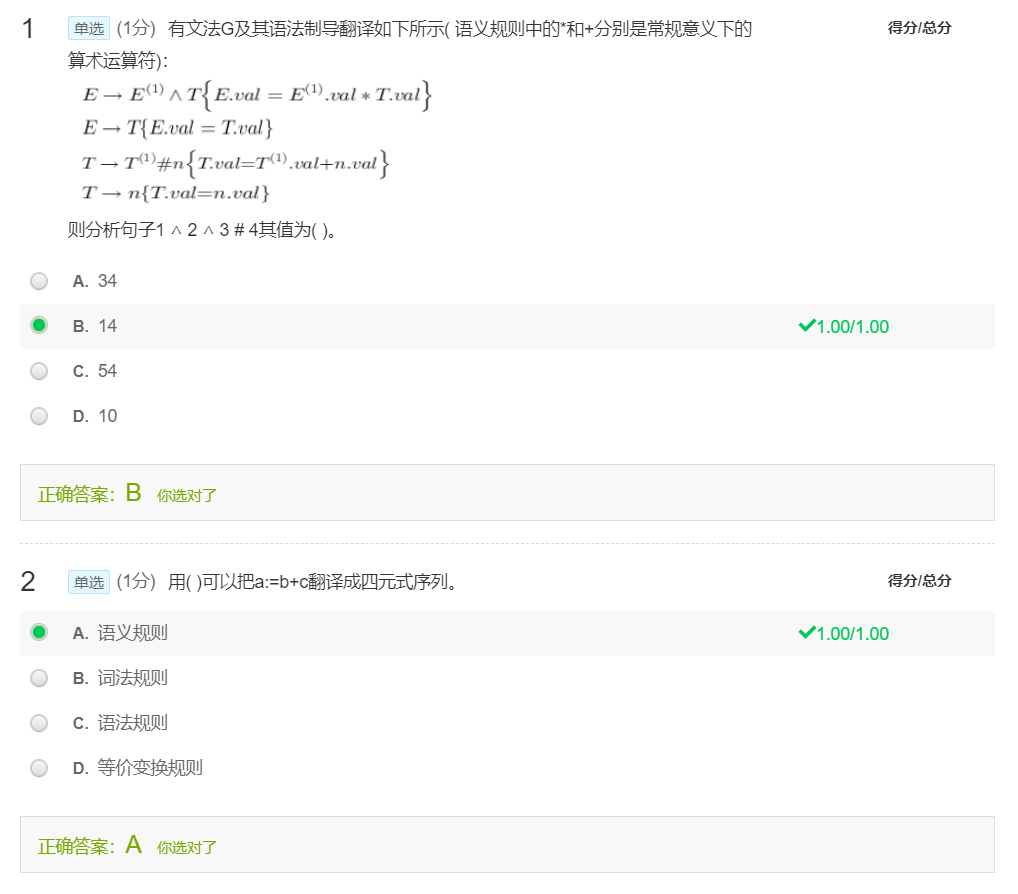 1 单选 (1分) 有文法G及其语法制导翻译如下所示( 语义规则中的*和+分别是常规意义下的 得分/总分
算术运算符):
E → E⁽¹⁾ ∧ T{E.val = E⁽¹⁾.val * T.val}
E → T{E.val = T.val}
T → T⁽¹⁾#n{T.val=T⁽¹⁾.val+n.val}
T → n{T.val=n.val}
则分析句子1 ∧ 2 ∧ 3 # 4其值为( )。
A. 34
B. 14 1.00/1.00
C. 54
D. 10
正确答案: B 你选对了
2 单选 (1分) 用( )可以把a:=b+c翻译成四元式序列。 得分/总分
A. 语义规则 1.00/1.00
B. 词法规则
C. 语法规则
D. 等价变换规则
正确答案: A 你选对了